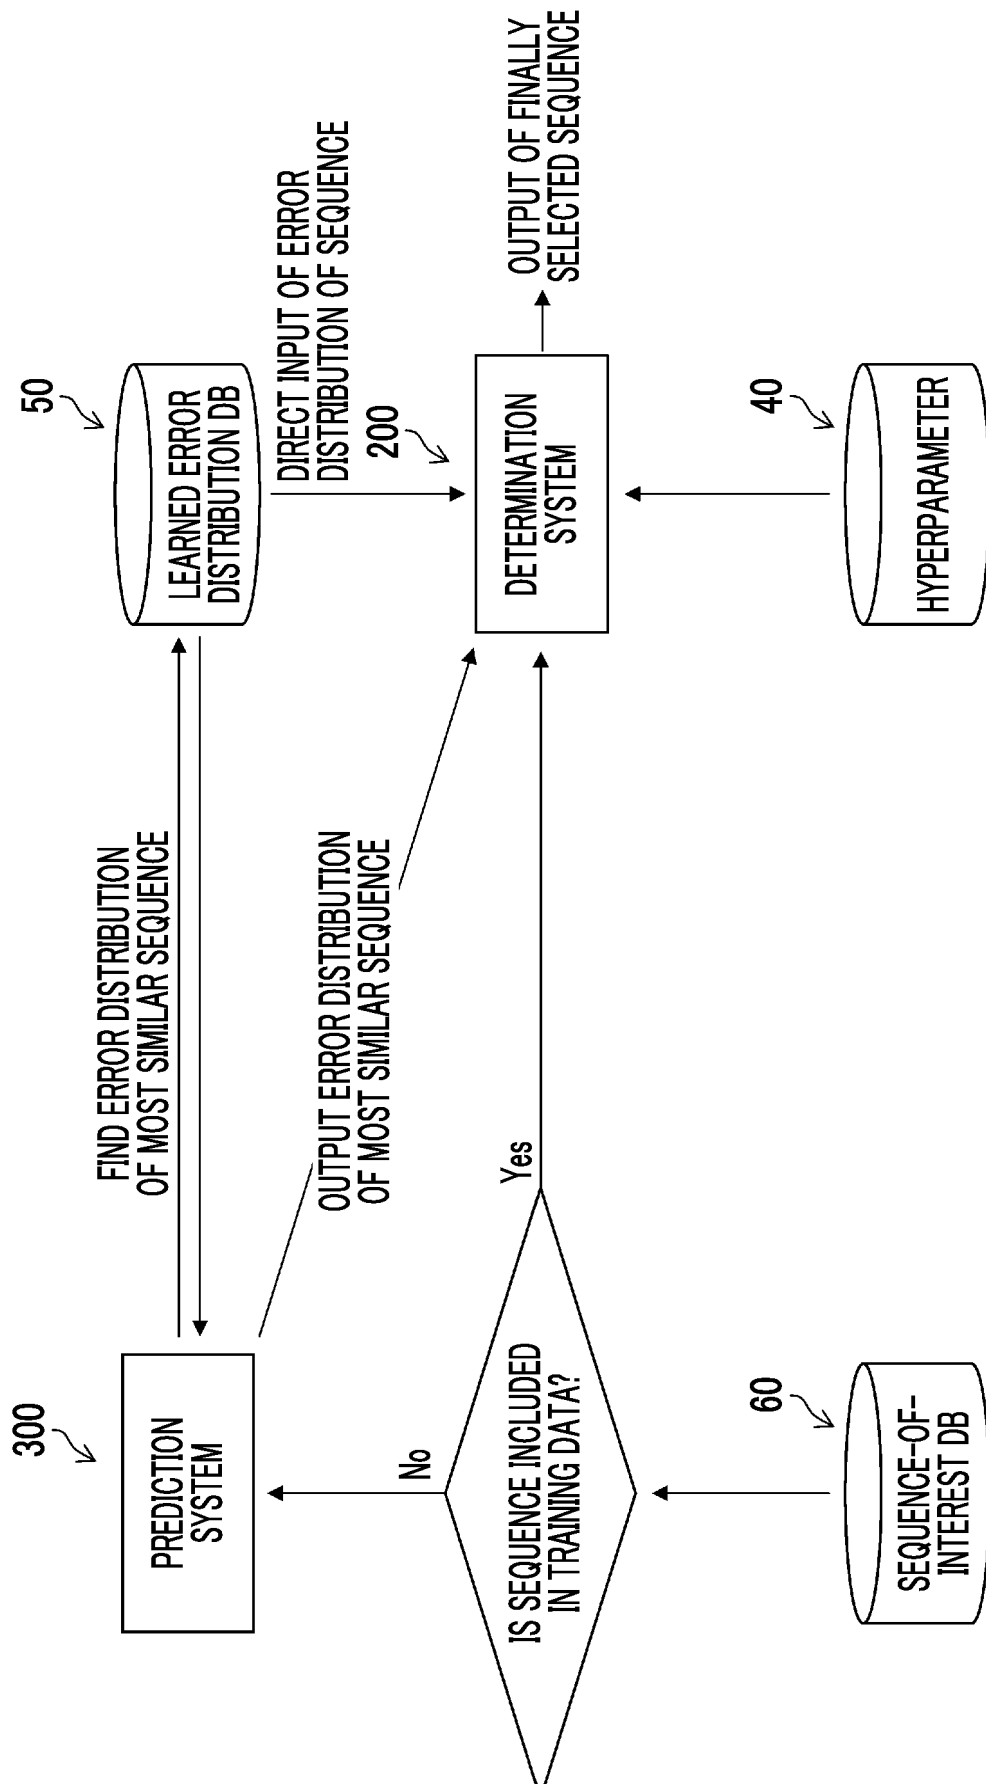 300
PREDICTION
SYSTEM
FIND ERROR DISTRIBUTION
OF MOST SIMILAR SEQUENCE
50
LEARNED ERROR
DISTRIBUTION DB
OUTPUT ERROR DISTRIBUTION
OF MOST SIMILAR SEQUENCE
DIRECT INPUT OF ERROR
DISTRIBUTION OF SEQUENCE
No
IS SEQUENCE INCLUDED
IN TRAINING DATA?
Yes
200
DETERMINATION
SYSTEM
OUTPUT OF FINALLY
SELECTED SEQUENCE
60
SEQUENCE-OF-
INTEREST DB
40
HYPERPARAMETER